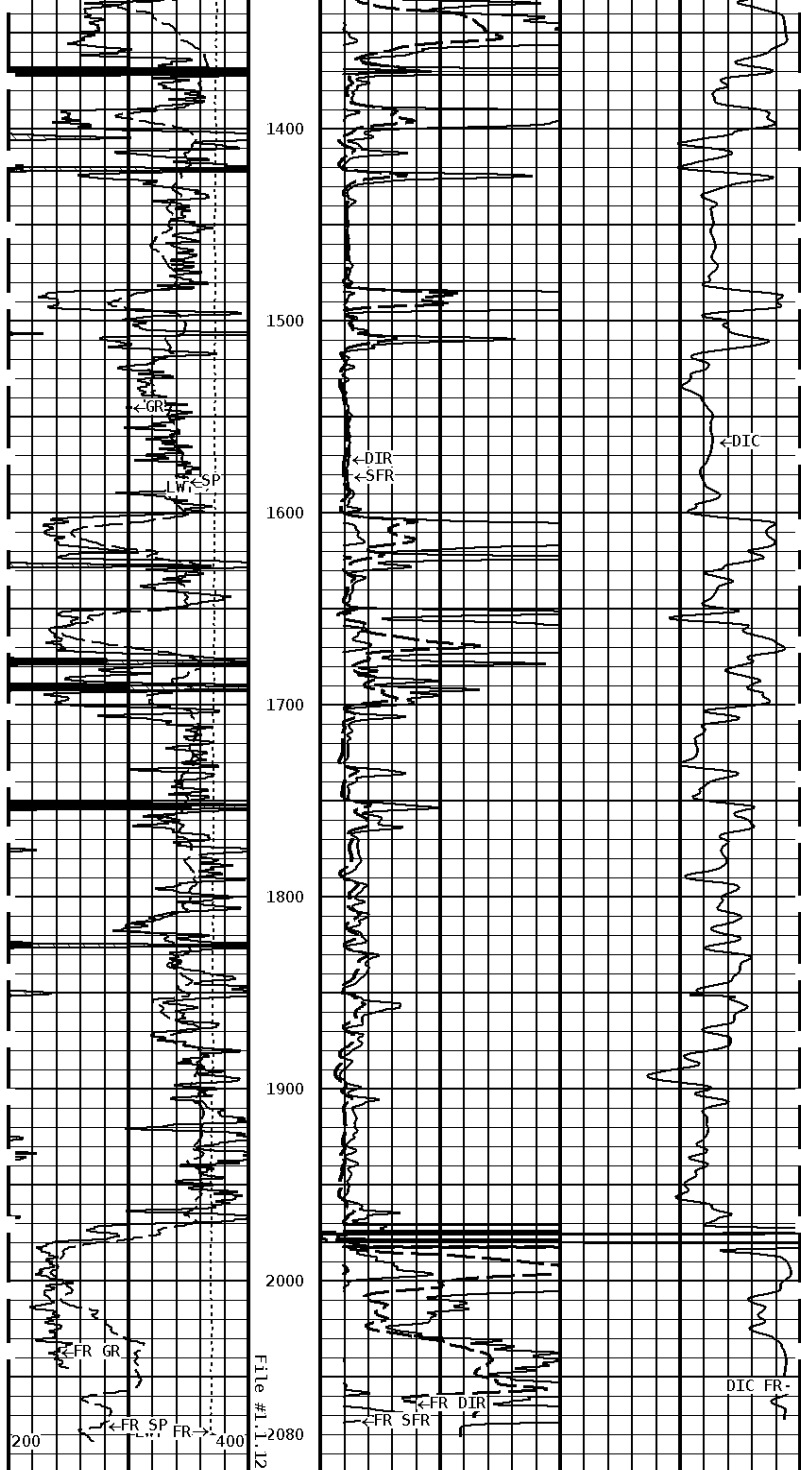 1400
1500
←GR
←DIC
←DIR
←SP
←SFR
1600
1700
1800
1900
2000
←FR GR
File #1.1.12
DIC FR
←FR DIR
←FR SFR
←FR SP
FR→
2080
200
400